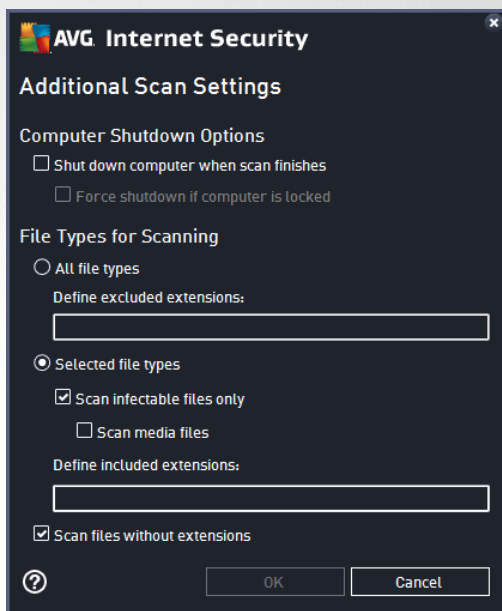 AVG. Internet Security
Additional Scan Settings
Computer Shutdown Options
Shut down computer when scan finishes
Force shutdown if computer is locked
File Types for Scanning
All file types
Define excluded extensions:
Selected file types
Scan infectable files only
Scan media files
Define included extensions:
Scan files without extensions
? OK Cancel